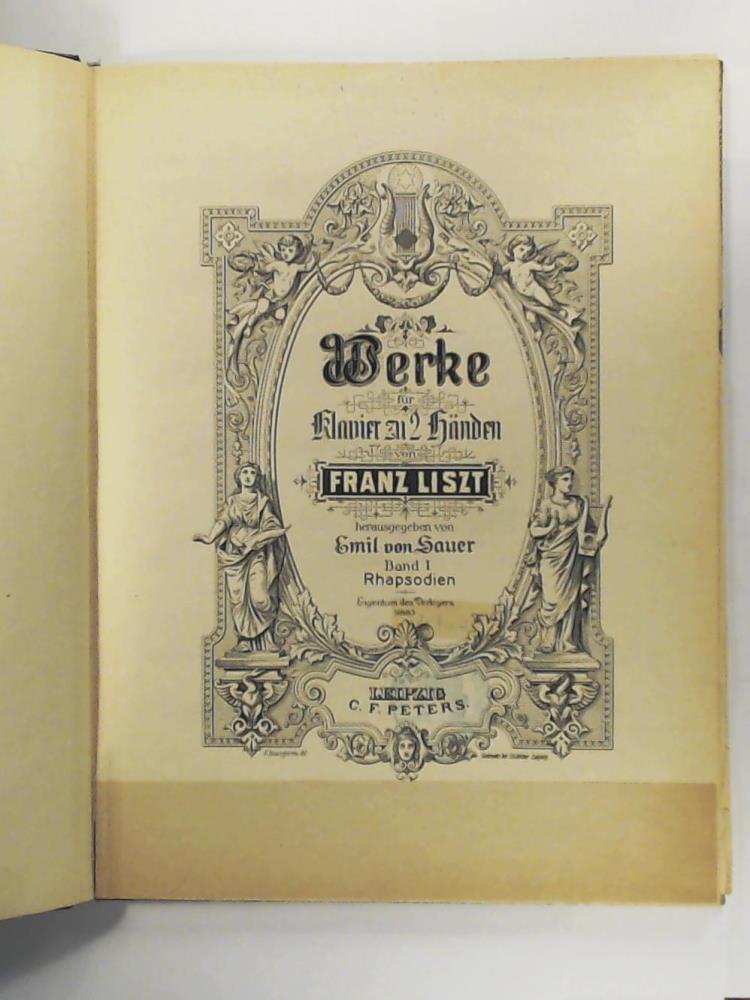 Werke
für
Klavier zu 2 Händen
von
FRANZ LISZT
herausgegeben von
Emil von Sauer
Band I
Rhapsodien
Eigentum des Verlegers
LEIPZIG
C. F. PETERS.